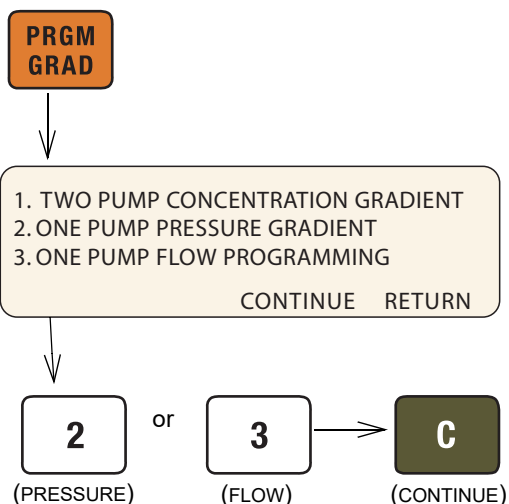 PRGM
GRAD
1. TWO PUMP CONCENTRATION GRADIENT
2. ONE PUMP PRESSURE GRADIENT
3. ONE PUMP FLOW PROGRAMMING
CONTINUE RETURN
2 or 3 C
(PRESSURE) (FLOW) (CONTINUE)